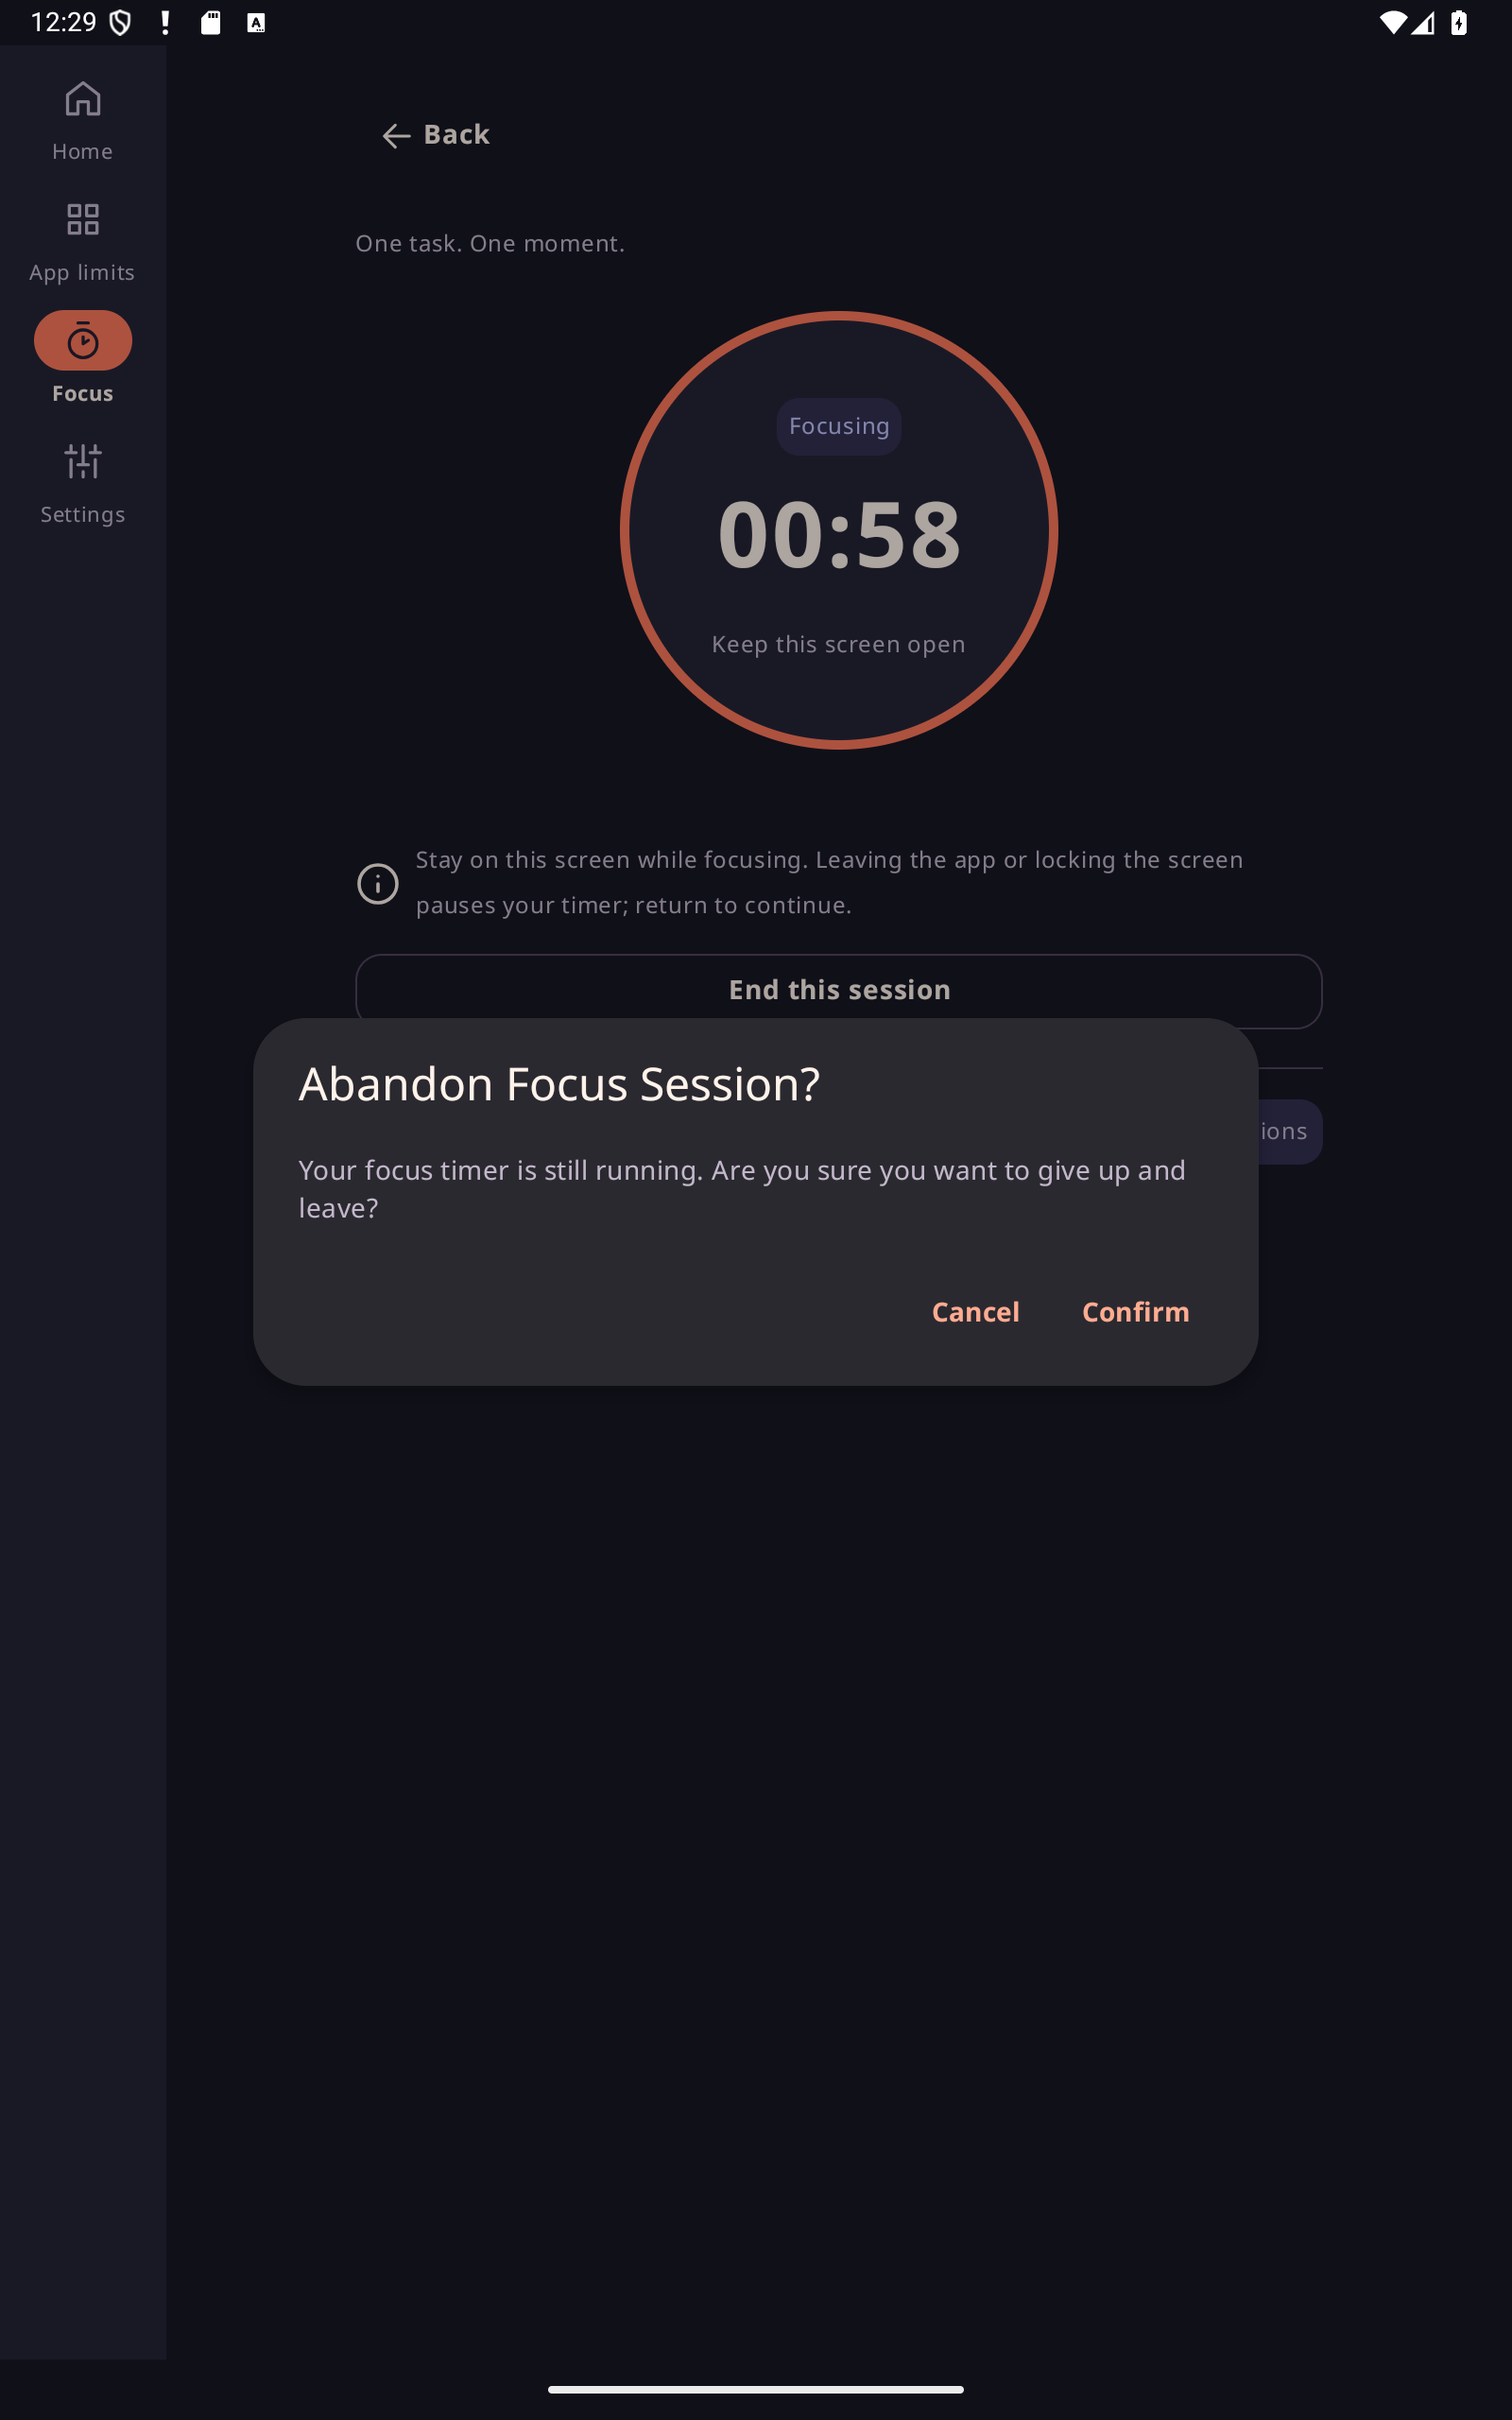 12:29
Home
App limits
Focus
Settings
Back
One task. One moment.
Focusing
00:58
Keep this screen open
Stay on this screen while focusing. Leaving the app or locking the screen
pauses your timer; return to continue.
End this session
Abandon Focus Session?
Your focus timer is still running. Are you sure you want to give up and
leave?
Cancel
Confirm